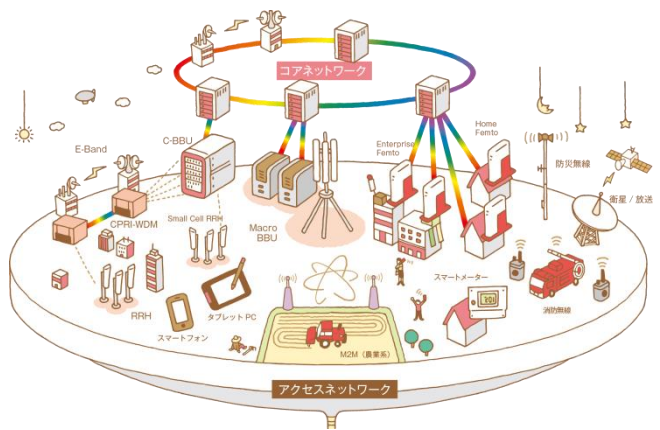 コアネットワーク
E-Band
C-BBU
Enterprise
Femto
Home
Femto
防災無線
衛星 / 放送
CPRI-WDM
Small Cell RRH
Macro
BBU
スマートメーター
RRH
スマートフォン
タブレット PC
消防無線
M2M（農業系）
アクセスネットワーク